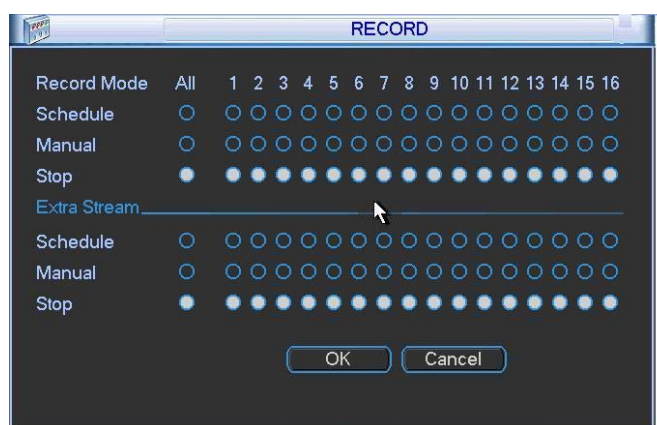 RECORD
Record Mode All 1 2 3 4 5 6 7 8 9 10 11 12 13 14 15 16
Schedule
Manual
Stop
Extra Stream
Schedule
Manual
Stop
OK Cancel